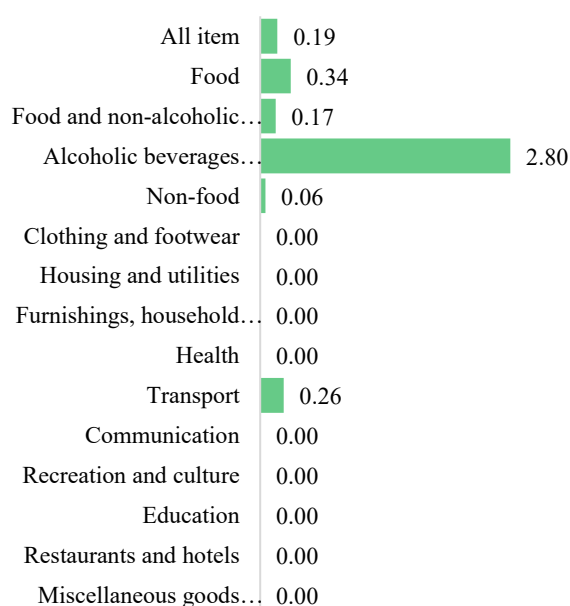 All item 0.19
Food 0.34
Food and non-alcoholic… 0.17
Alcoholic beverages… 2.80
Non-food 0.06
Clothing and footwear 0.00
Housing and utilities 0.00
Furnishings, household… 0.00
Health 0.00
Transport 0.26
Communication 0.00
Recreation and culture 0.00
Education 0.00
Restaurants and hotels 0.00
Miscellaneous goods… 0.00